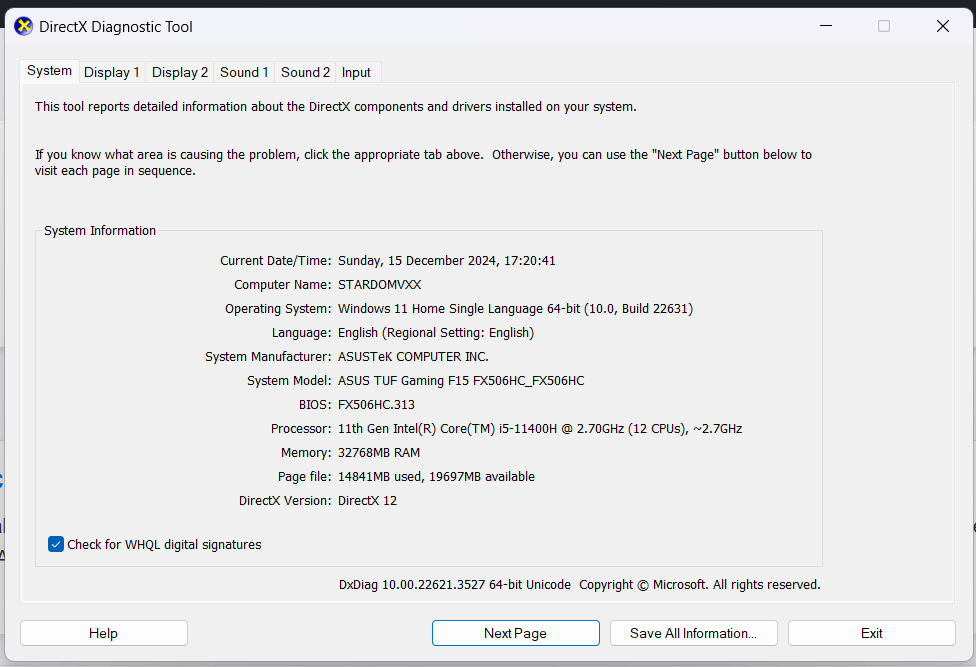 DirectX Diagnostic Tool
System Display 1 Display 2 Sound 1 Sound 2 Input
This tool reports detailed information about the DirectX components and drivers installed on your system.
If you know what area is causing the problem, click the appropriate tab above.  Otherwise, you can use the "Next Page" button below to
visit each page in sequence.
System Information
Current Date/Time: Sunday, 15 December 2024, 17:20:41
Computer Name: STARDOMVXX
Operating System: Windows 11 Home Single Language 64-bit (10.0, Build 22631)
Language: English (Regional Setting: English)
System Manufacturer: ASUSTeK COMPUTER INC.
System Model: ASUS TUF Gaming F15 FX506HC_FX506HC
BIOS: FX506HC.313
Processor: 11th Gen Intel(R) Core(TM) i5-11400H @ 2.70GHz (12 CPUs), ~2.7GHz
Memory: 32768MB RAM
Page file: 14841MB used, 19697MB available
DirectX Version: DirectX 12
Check for WHQL digital signatures
DxDiag 10.00.22621.3527 64-bit Unicode  Copyright © Microsoft. All rights reserved.
Help Next Page Save All Information... Exit